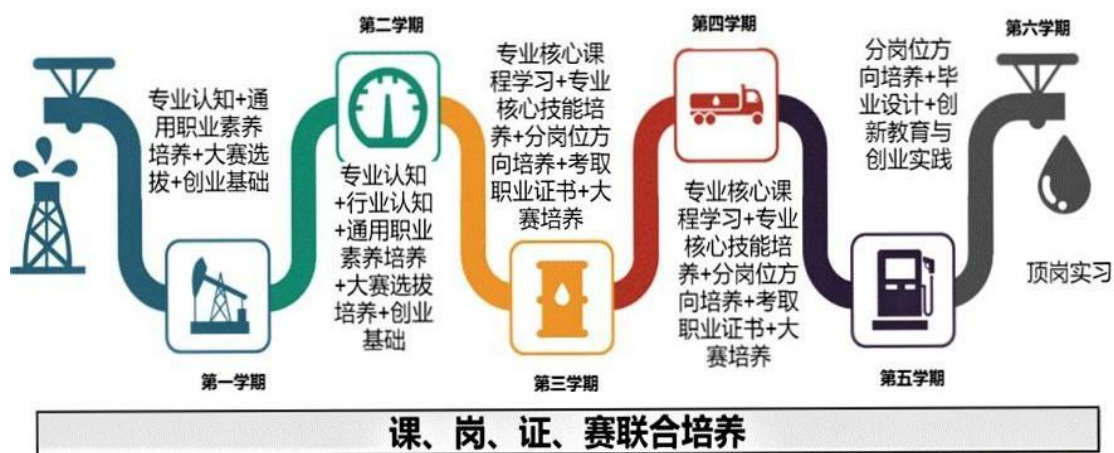 专业认知+通
用职业素养
培养+大赛选
拔+创业基础
第一学期
第二学期
专业认知
+行业认知
+通用职业
素养培养
+大赛选拔
培养+创业
基础
专业核心课
程学习+专业
核心技能培
养+分岗位方
向培养+考取
职业证书+大
赛培养
第三学期
第四学期
专业核心课
程学习+专业
核心技能培
养+分岗位方
向培养+考取
职业证书+大
赛培养
分岗位方
向培养+毕
业设计+创
新教育与
创业实践
第五学期
第六学期
顶岗实习
课、岗、证、赛联合培养